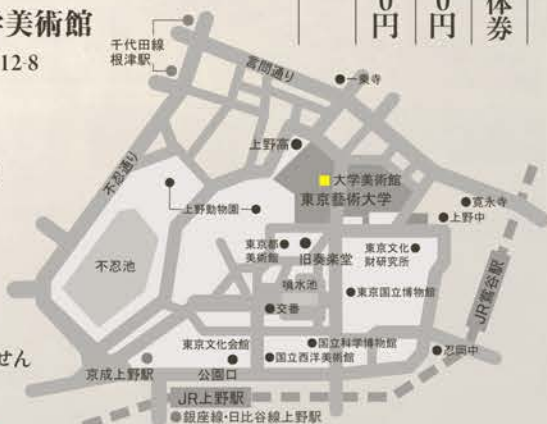 学美術館
12-8
0円
0円
体券
千代田線
根津駅
言問通り
一乗寺
上野高
大学美術館
東京藝術大学
不忍通り
上野動物園
寛永寺
上野中
東京都
美術館
旧奏楽堂
東京文化
財研究所
不忍池
噴水池
東京国立博物館
JR鶯谷駅
交番
東京文化会館
国立科学博物館
忍岡中
せん
国立西洋美術館
京成上野駅
公園口
JR上野駅
銀座線・日比谷線上野駅